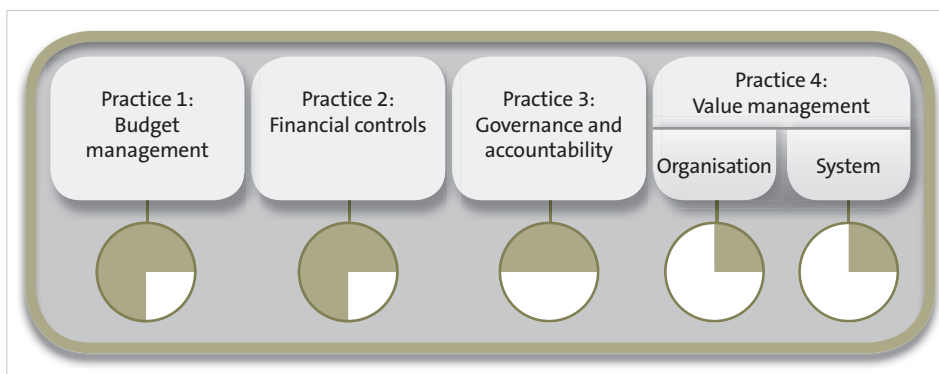 Practice 1:
Budget
management
Practice 2:
Financial controls
Practice 3:
Governance and
accountability
Practice 4:
Value management
Organisation
System